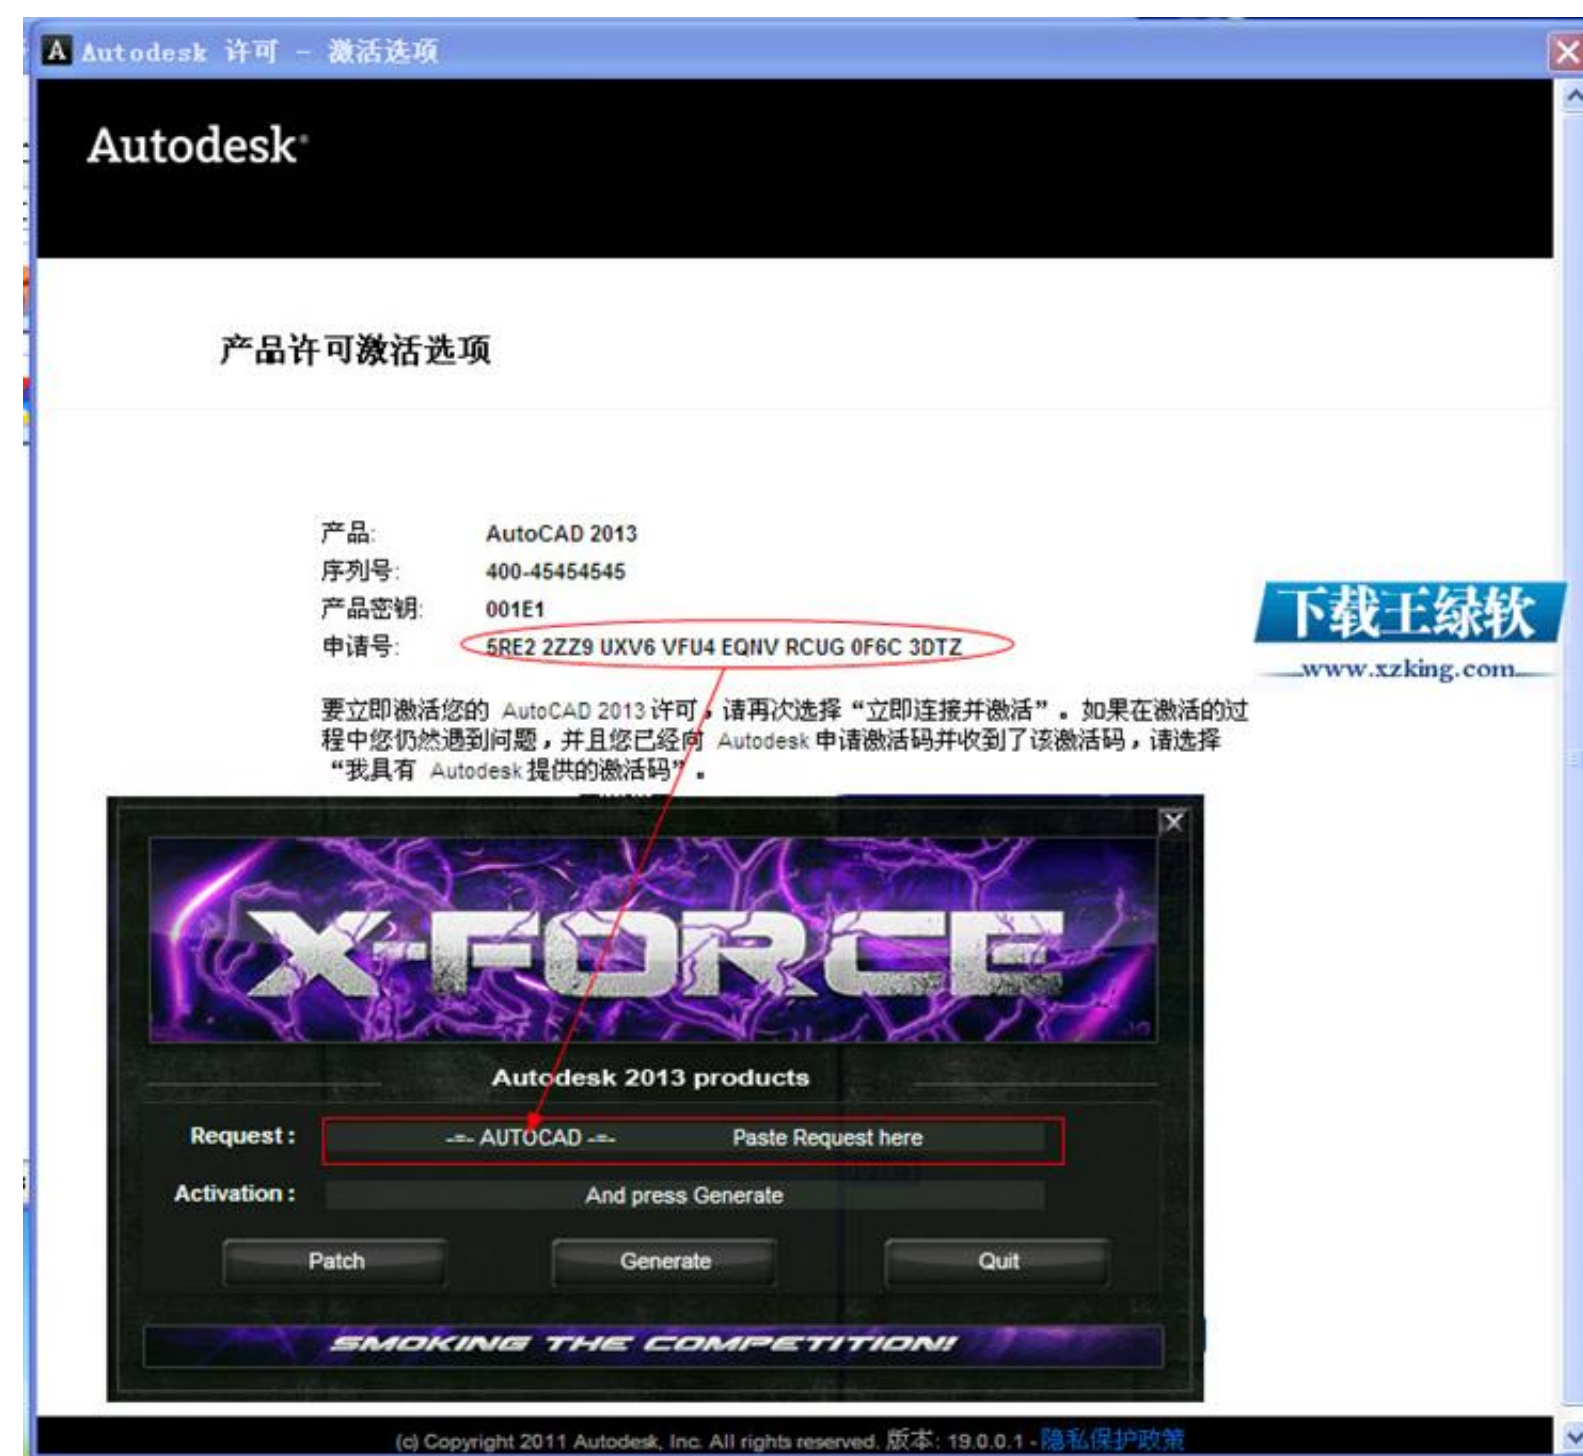 Autodesk 许可 - 激活选项
Autodesk
产品许可激活选项
产品: AutoCAD 2013
序列号: 400-45454545
产品密钥: 001E1
申请号: 5RE2 2ZZ9 UXV6 VFU4 EQNV RCUG 0F6C 3DTZ
下载王绿软
www.xzking.com
要立即激活您的 AutoCAD 2013 许可，请再次选择“立即连接并激活”。如果在激活的过
程中您仍然遇到问题，并且您已经向 Autodesk 申请激活码并收到了该激活码，请选择
“我具有 Autodesk 提供的激活码”。
X-FORCE
Autodesk 2013 products
Request : -=- AUTOCAD -=- Paste Request here
Activation : And press Generate
Patch Generate Quit
SMOKING THE COMPETITION!
(c) Copyright 2011 Autodesk, Inc. All rights reserved. 版本: 19.0.0.1 - 隐私保护政策